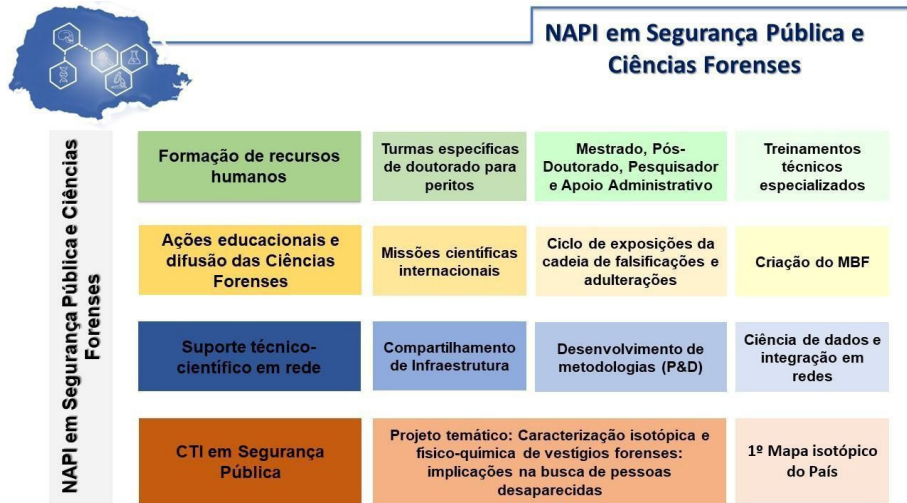 NAPI em Segurança Pública e
Ciências Forenses
NAPI em Segurança Pública e Ciências
Forenses
Formação de recursos
humanos
Turmas específicas
de doutorado para
peritos
Mestrado, Pós-
Doutorado, Pesquisador
e Apoio Administrativo
Treinamentos
técnicos
especializados
Ações educacionais e
difusão das Ciências
Forenses
Missões científicas
internacionais
Ciclo de exposições da
cadeia de falsificações e
adulterações
Criação do MBF
Suporte técnico-
científico em rede
Compartilhamento
de Infraestrutura
Desenvolvimento de
metodologias (P&D)
Ciência de dados e
integração em
redes
CTI em Segurança
Pública
Projeto temático: Caracterização isotópica e
físico-química de vestígios forenses:
implicações na busca de pessoas
desaparecidas
1º Mapa isotópico
do País